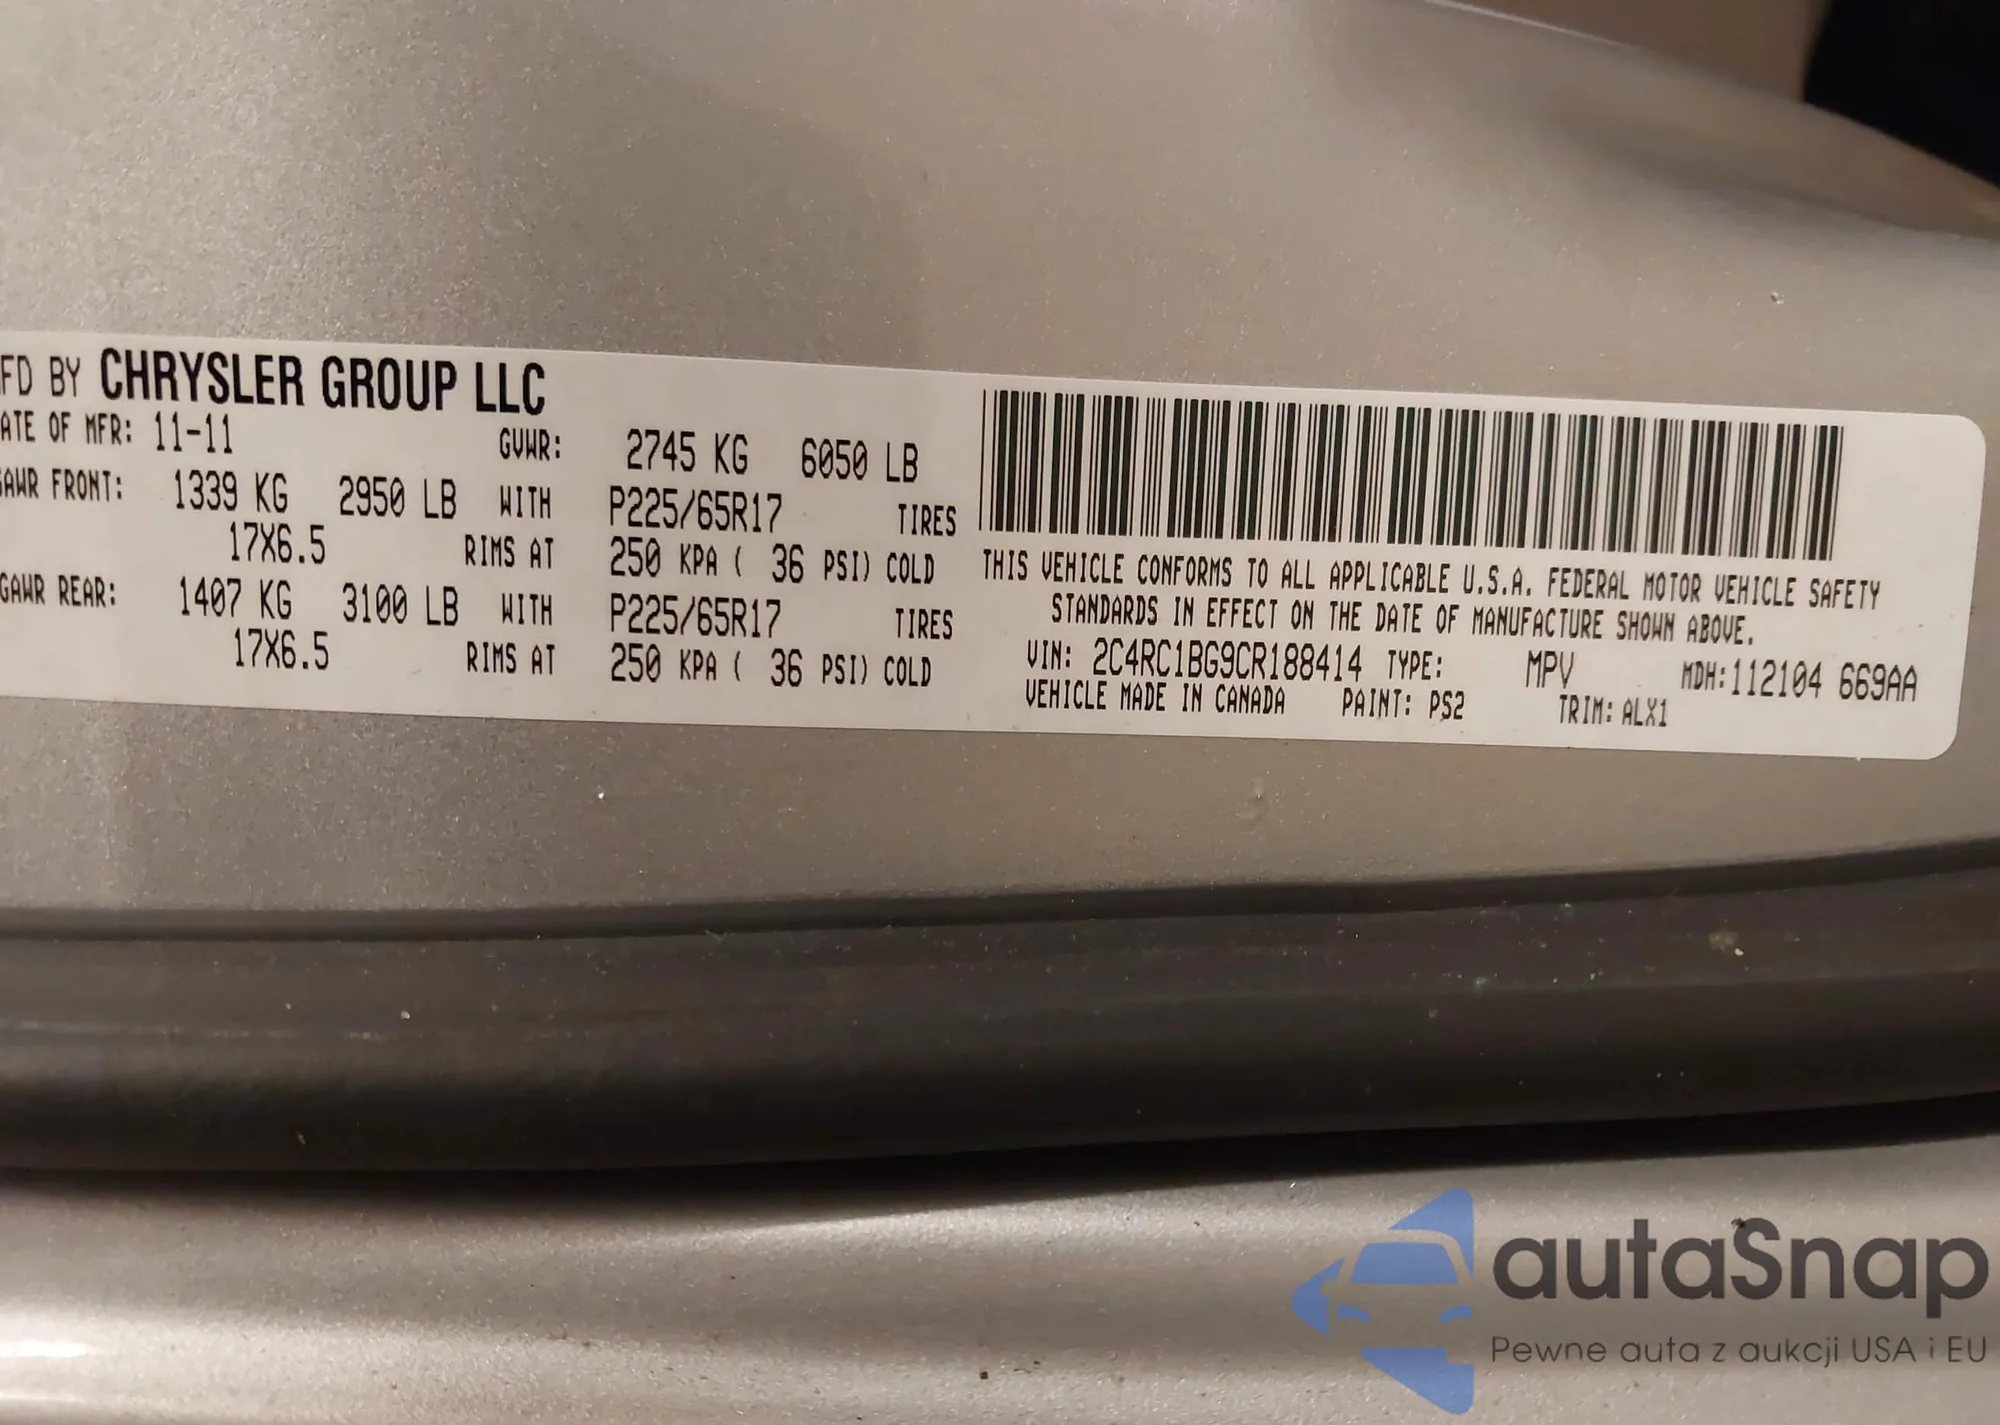 FD BY CHRYSLER GROUP LLC
ATE OF MFR: 11-11 GVWR: 2745 KG 6050 LB
GAWR FRONT: 1339 KG 2950 LB WITH P225/65R17 TIRES
17X6.5 RIMS AT 250 KPA ( 36 PSI) COLD
GAWR REAR: 1407 KG 3100 LB WITH P225/65R17 TIRES
17X6.5 RIMS AT 250 KPA ( 36 PSI) COLD
THIS VEHICLE CONFORMS TO ALL APPLICABLE U.S.A. FEDERAL MOTOR VEHICLE SAFETY
STANDARDS IN EFFECT ON THE DATE OF MANUFACTURE SHOWN ABOVE.
VIN: 2C4RC1BG9CR188414 TYPE: MPV MDH: 112104 669AA
VEHICLE MADE IN CANADA PAINT: PS2 TRIM: ALX1
autaSnap
Pewne auta z aukcji USA i EU